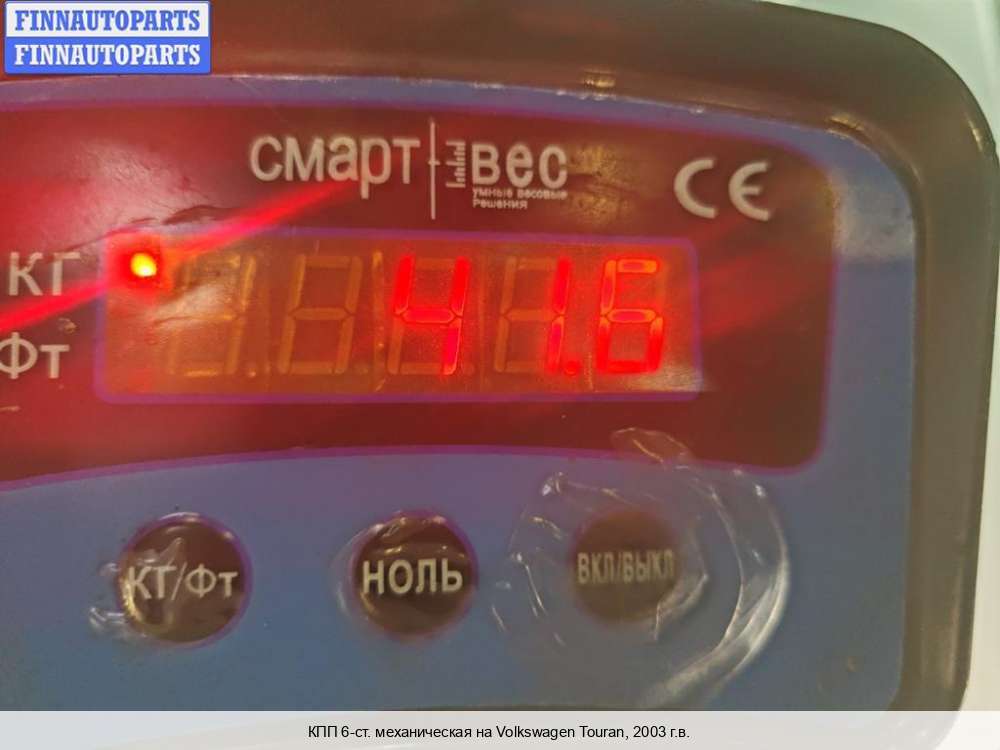 FINNAUTOPARTS
FINNAUTOPARTS
смарт вес
умные весовые
Решения
CE
КГ
41.6
Фт
КГ/Фт
НОЛЬ
ВКЛ/ВЫКЛ
КПП 6-ст. механическая на Volkswagen Touran, 2003 г.в.